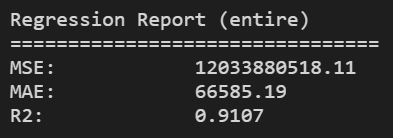 Regression Report (entire)
================================
MSE: 12033880518.11
MAE: 66585.19
R2: 0.9107